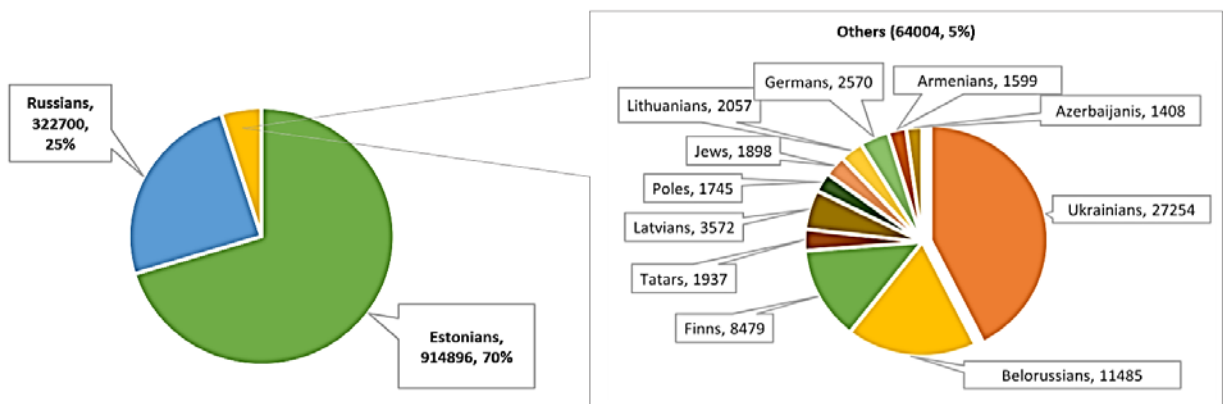 Others (64004, 5%)
Russians,
322700,
25%
Estonians,
914896, 70%
Germans, 2570
Armenians, 1599
Lithuanians, 2057
Azerbaijanis, 1408
Jews, 1898
Poles, 1745
Ukrainians, 27254
Latvians, 3572
Tatars, 1937
Finns, 8479
Belorussians, 11485